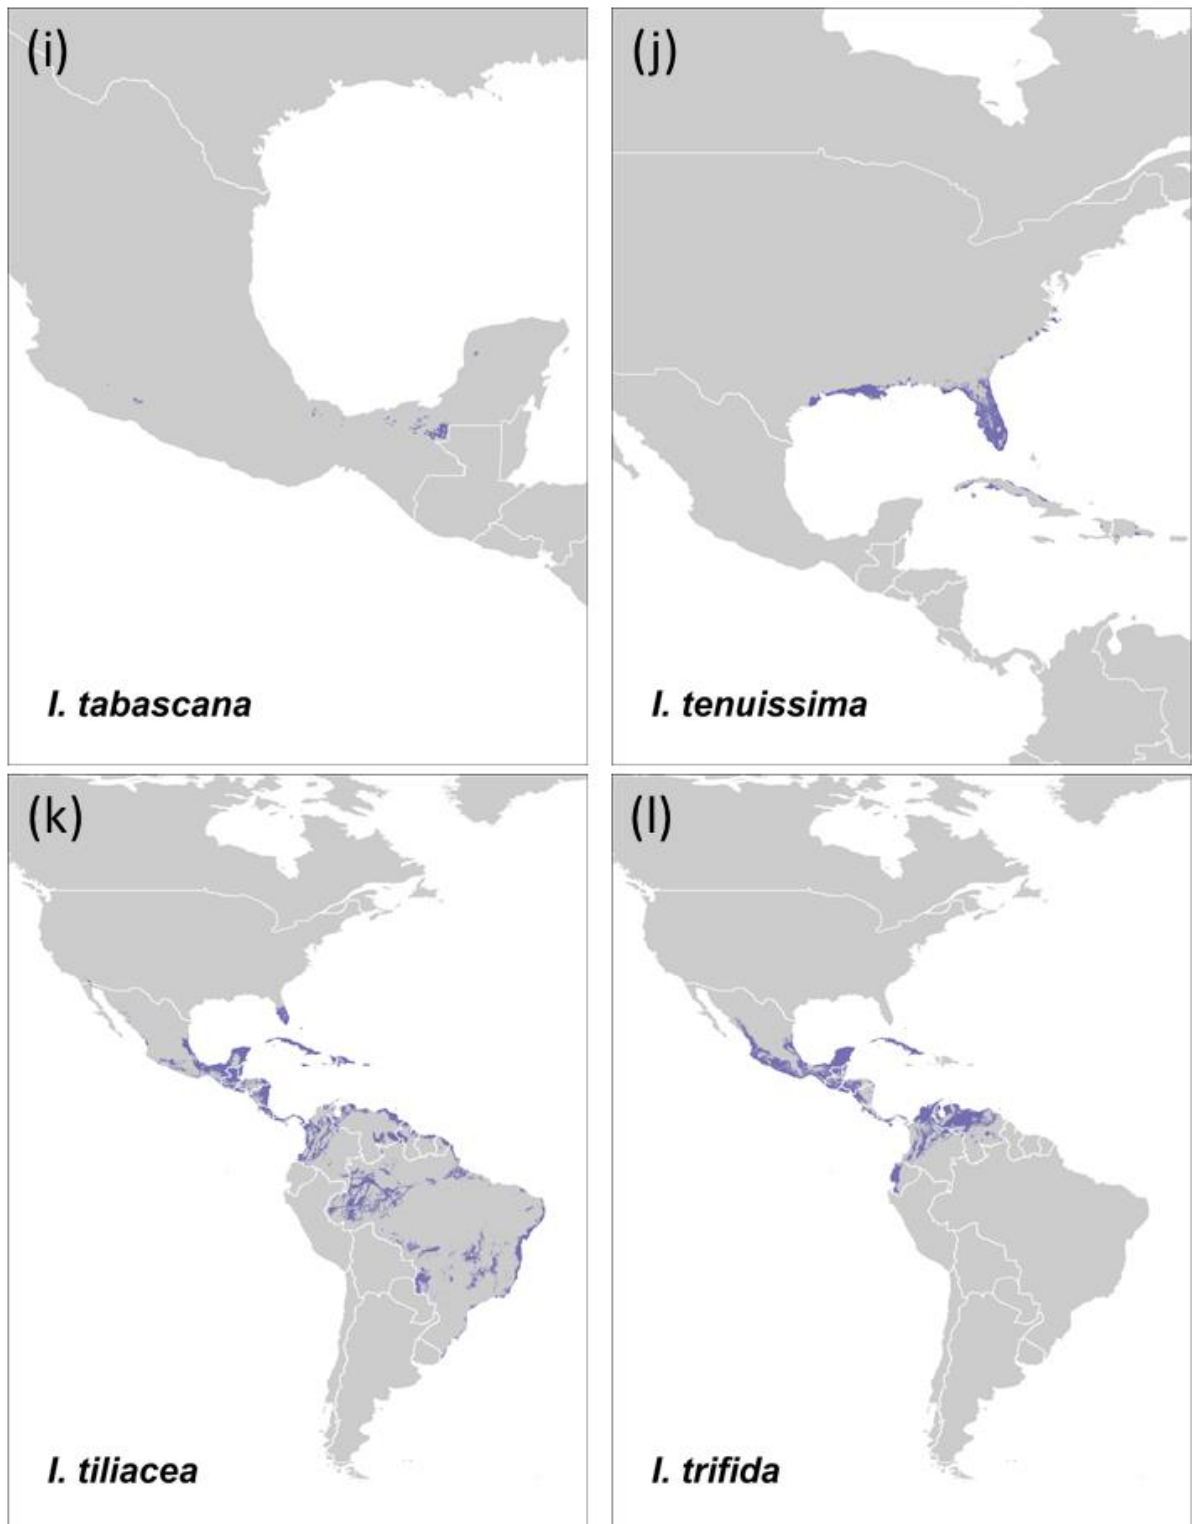 (i)
(j)
I. tabascana
I. tenuissima
(k)
(l)
I. tiliacea
I. trifida